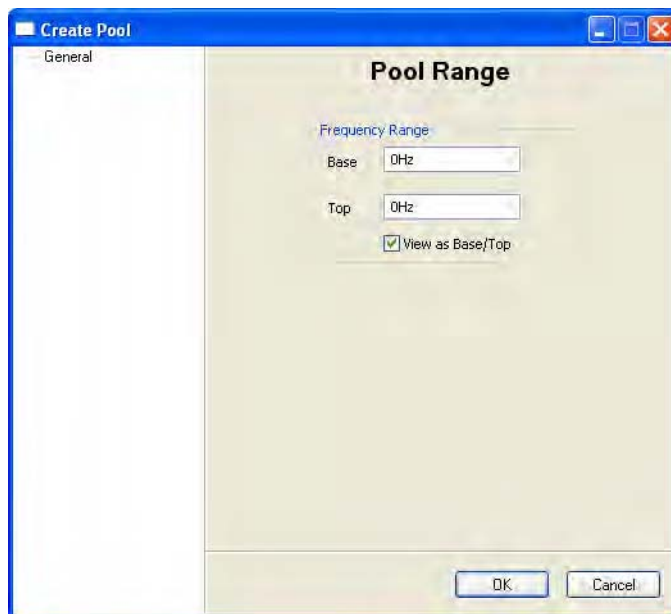 Create Pool
General
Pool Range
Frequency Range
Base 0Hz
Top 0Hz
View as Base/Top
OK Cancel